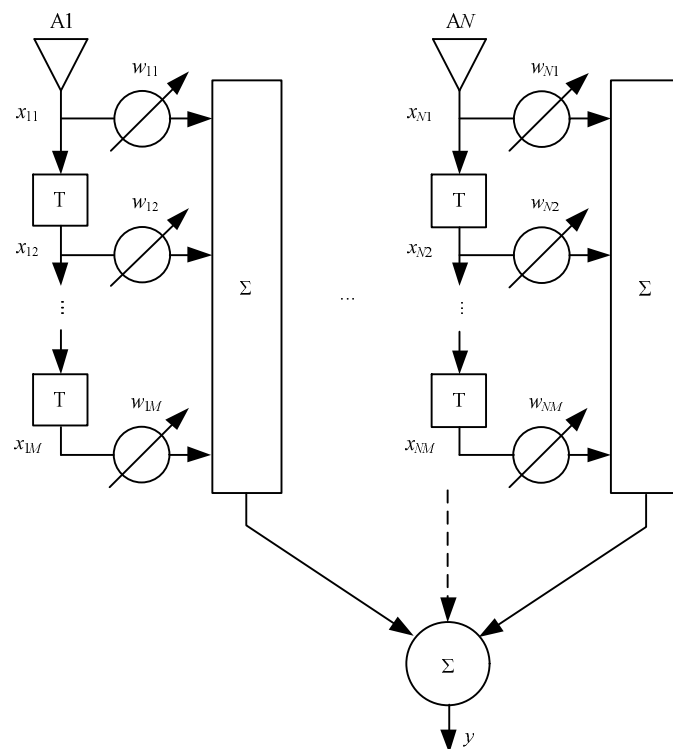 A1
AN
w11
wN1
x11
xN1
T
T
w12
wN2
x12
xN2
Σ
Σ
...
...
...
T
T
w1M
wNM
x1M
xNM
Σ
y